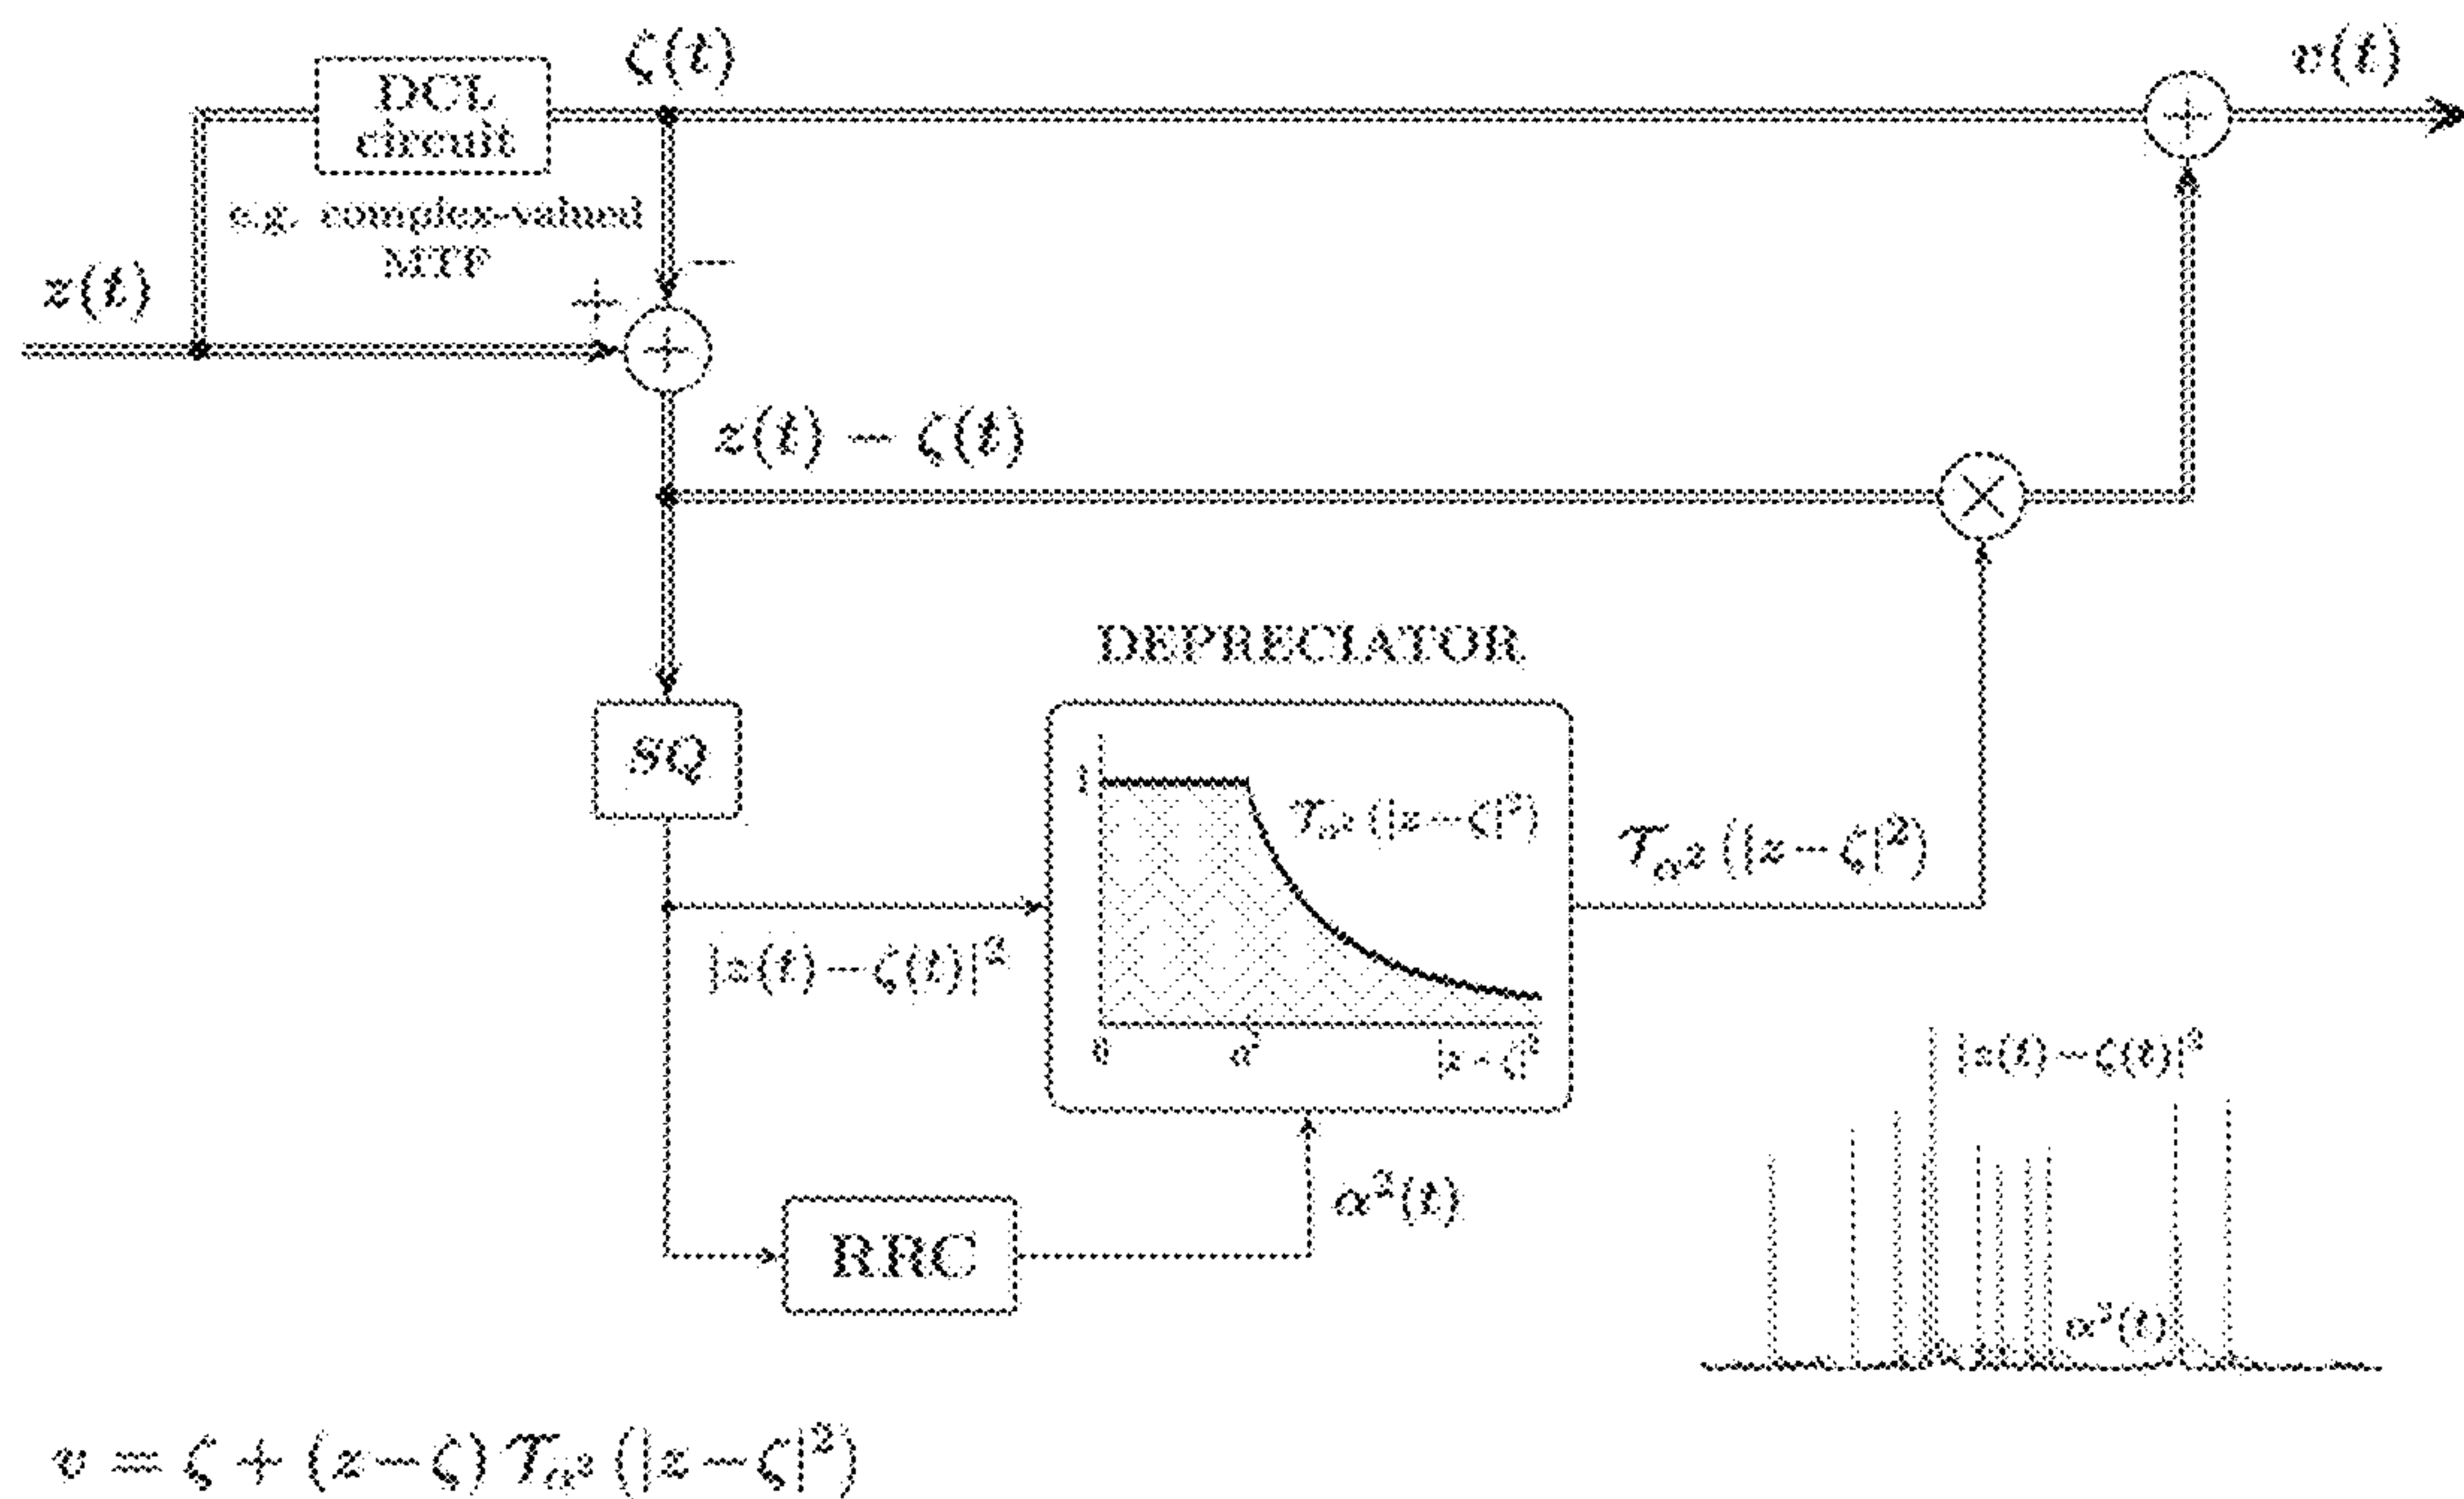 ζ(t)
v(t)
DCL
circuit
e.g. complex-valued
MTF
z(t)
−
+
+
+
z(t) − ζ(t)
×
DEPRECIATOR
SQ
1
𝒯α² (|z−ζ|²)
𝒯α² (|z−ζ|²)
|z(t)−ζ(t)|²
0
α²
|z−ζ|²
|z(t)−ζ(t)|²
α²(t)
RRC
α²(t)
v = ζ + (z−ζ) 𝒯α² (|z−ζ|²)